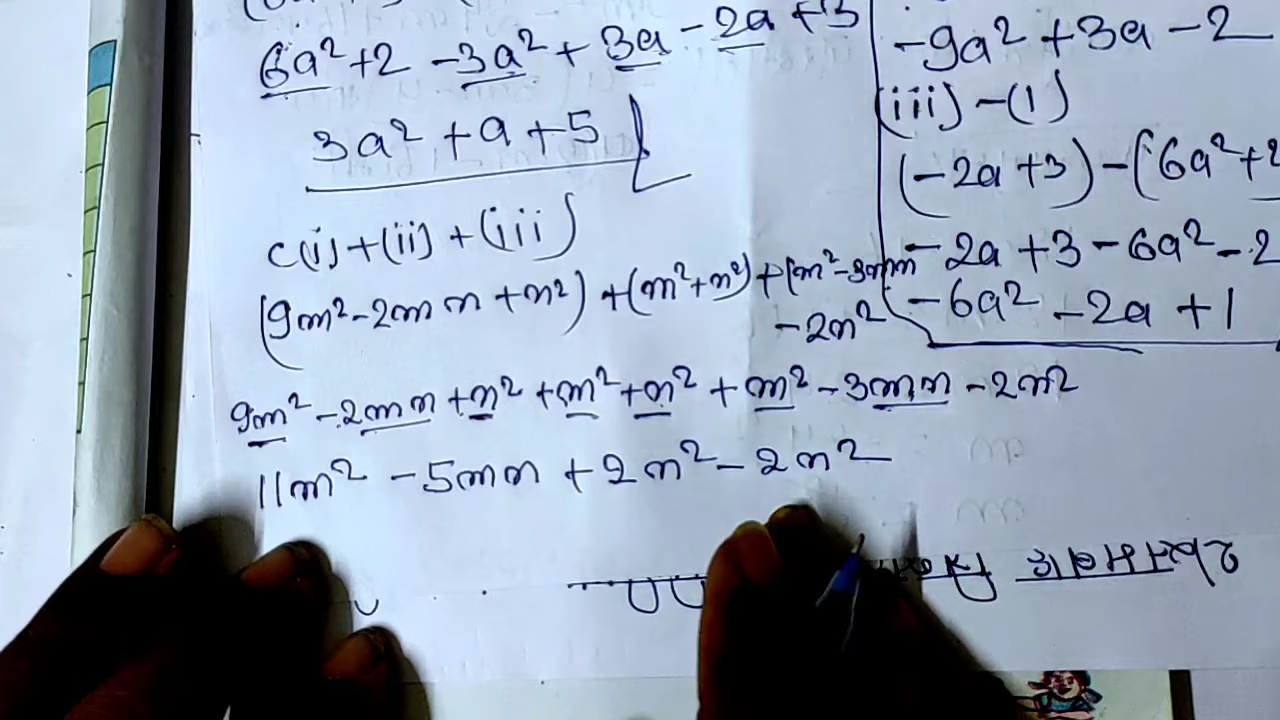 6a² + 2 - 3a² + 3a - 2a + 3
3a² + a + 5
c (i) + (ii) + (iii)
(9m² - 2mn + n²) + (m² + n²) + (m² - 3mn
- 2n²
9m² - 2mn + n² + m² + n² + m² - 3mn - 2n²
11m² - 5mn + 2n² - 2n²
-9a² + 3a - 2
(iii) - (1)
(-2a + 3) - (6a² + 2
-2a + 3 - 6a² - 2
-6a² - 2a + 1